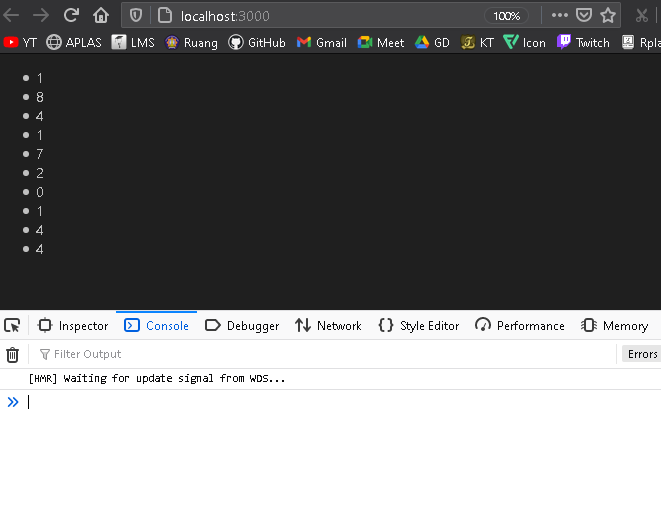 localhost:3000 100%
YT APLAS LMS Ruang GitHub Gmail Meet GD KT Icon Twitch Rpla
1
8
4
1
7
2
0
1
4
4
Inspector Console Debugger Network Style Editor Performance Memory
Filter Output Errors
[HMR] Waiting for update signal from WDS...